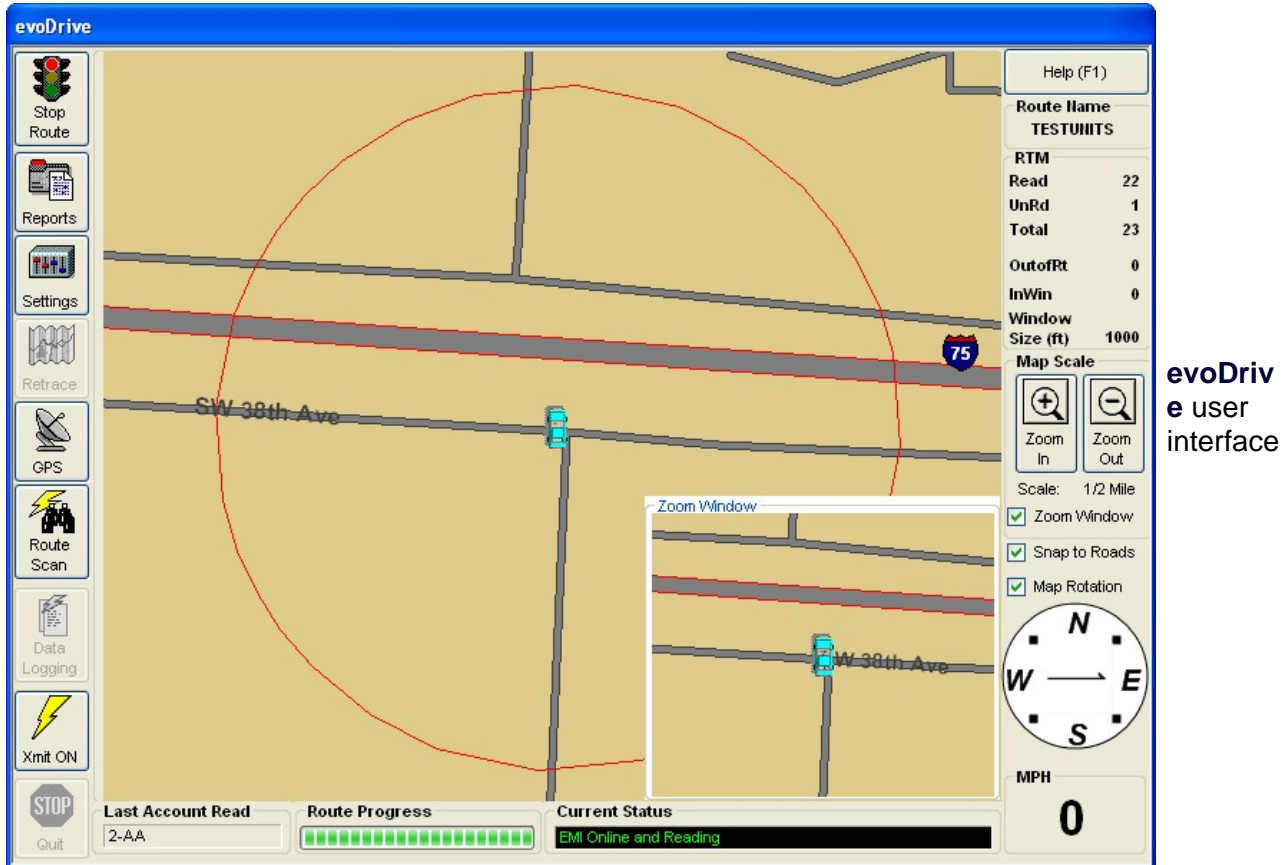 evoDrive
Stop
Route
Reports
Settings
Retrace
GPS
Route
Scan
Data
Logging
Xmit ON
STOP
Quit
75
SW 38th Ave
Zoom Window
W 38th Ave
Last Account Read
2-AA
Route Progress
Current Status
EMI Online and Reading
Help (F1)
Route Name
TESTUNITS
RTM
Read 22
UnRd 1
Total 23
OutofRt 0
InWin 0
Window
Size (ft) 1000
Map Scale
Zoom
In
Zoom
Out
Scale: 1/2 Mile
Zoom Window
Snap to Roads
Map Rotation
N
W E
S
MPH
0
evoDriv
e user
interface